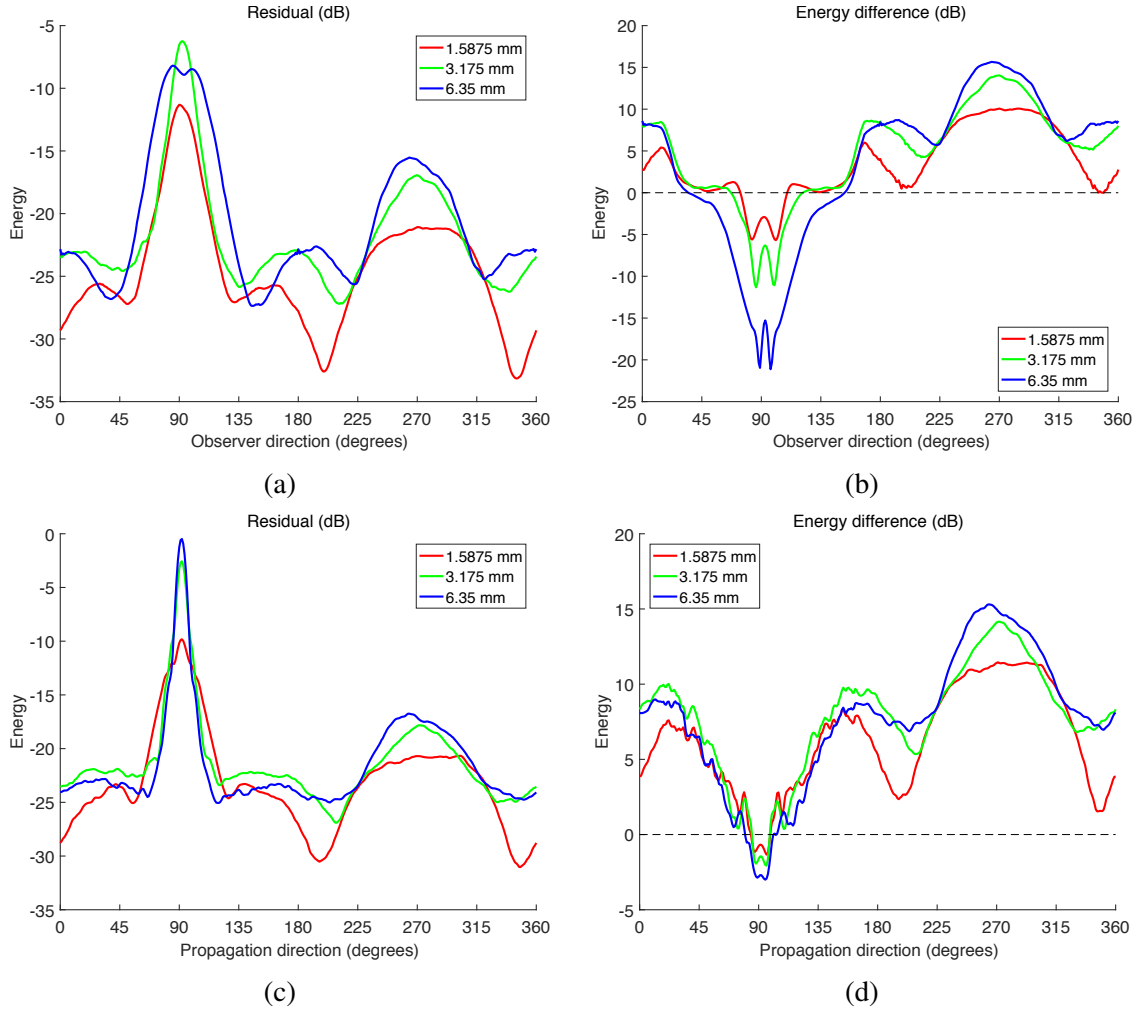 Residual (dB)
-5
-10
-15
-20
-25
-30
-35
Energy
0 45 90 135 180 225 270 315 360
Observer direction (degrees)
1.5875 mm
3.175 mm
6.35 mm
(a)
Energy difference (dB)
20
15
10
5
0
-5
-10
-15
-20
-25
Energy
0 45 90 135 180 225 270 315 360
Observer direction (degrees)
1.5875 mm
3.175 mm
6.35 mm
(b)
Residual (dB)
0
-5
-10
-15
-20
-25
-30
-35
Energy
0 45 90 135 180 225 270 315 360
Propagation direction (degrees)
1.5875 mm
3.175 mm
6.35 mm
(c)
Energy difference (dB)
20
15
10
5
0
-5
Energy
0 45 90 135 180 225 270 315 360
Propagation direction (degrees)
1.5875 mm
3.175 mm
6.35 mm
(d)